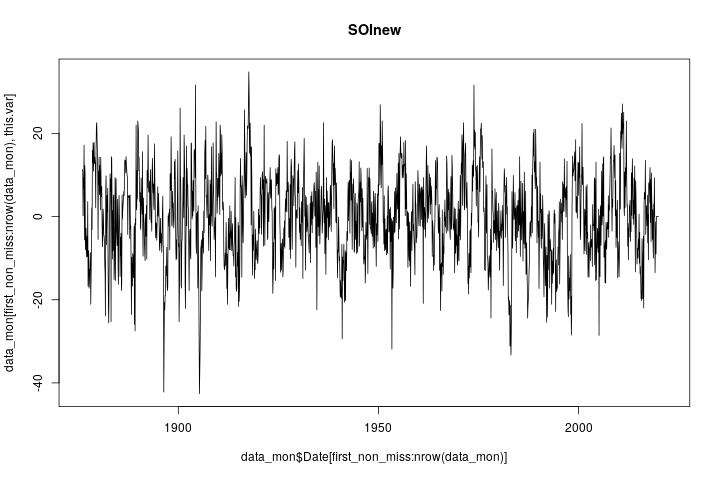 SOInew
data_mon[first_non_miss:nrow(data_mon), this.var]
20
0
-20
-40
1900
1950
2000
data_mon$Date[first_non_miss:nrow(data_mon)]